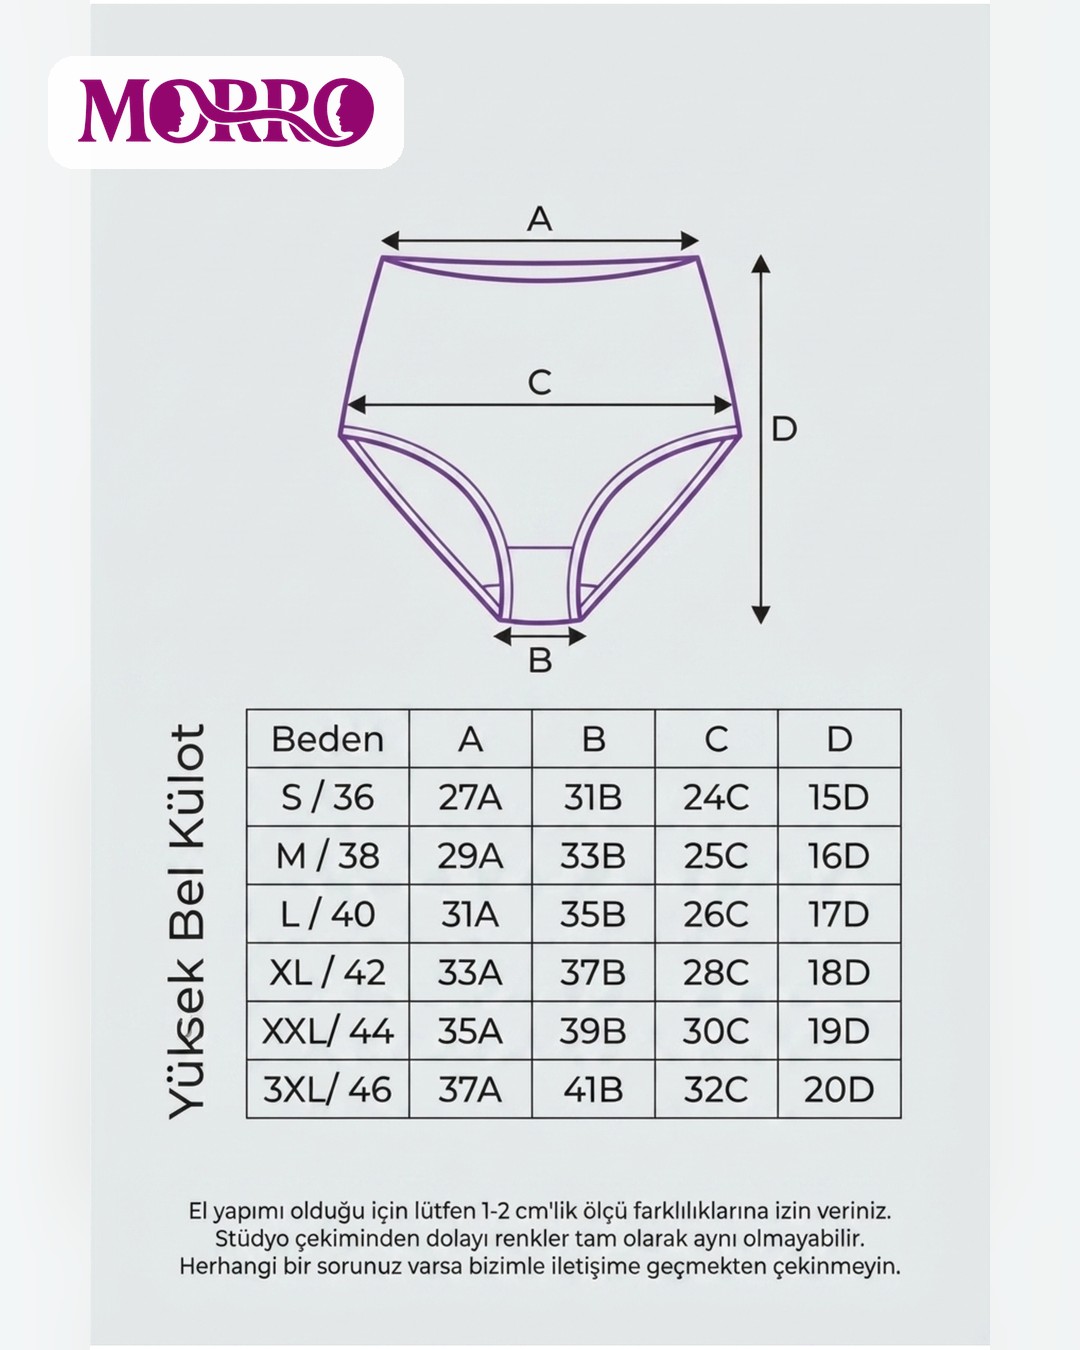 MORRO
A
C
D
B
Beden A B C D
S / 36 27A 31B 24C 15D
M / 38 29A 33B 25C 16D
L / 40 31A 35B 26C 17D
XL / 42 33A 37B 28C 18D
XXL/ 44 35A 39B 30C 19D
3XL/ 46 37A 41B 32C 20D
Yüksek Bel Külot
El yapımı olduğu için lütfen 1-2 cm'lik ölçü farklılıklarına izin veriniz.
Stüdyo çekiminden dolayı renkler tam olarak aynı olmayabilir.
Herhangi bir sorunuz varsa bizimle iletişime geçmekten çekinmeyin.